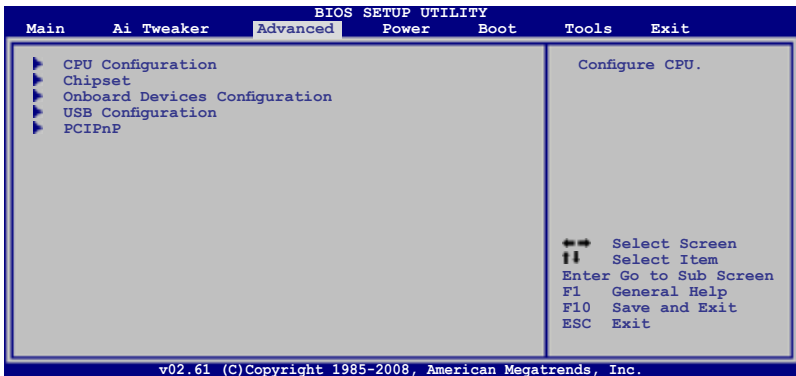 BIOS SETUP UTILITY
Main Ai Tweaker Advanced Power Boot Tools Exit
CPU Configuration
Chipset
Onboard Devices Configuration
USB Configuration
PCIPnP
Configure CPU.
Select Screen
Select Item
Enter Go to Sub Screen
F1 General Help
F10 Save and Exit
ESC Exit
v02.61 (C)Copyright 1985-2008, American Megatrends, Inc.